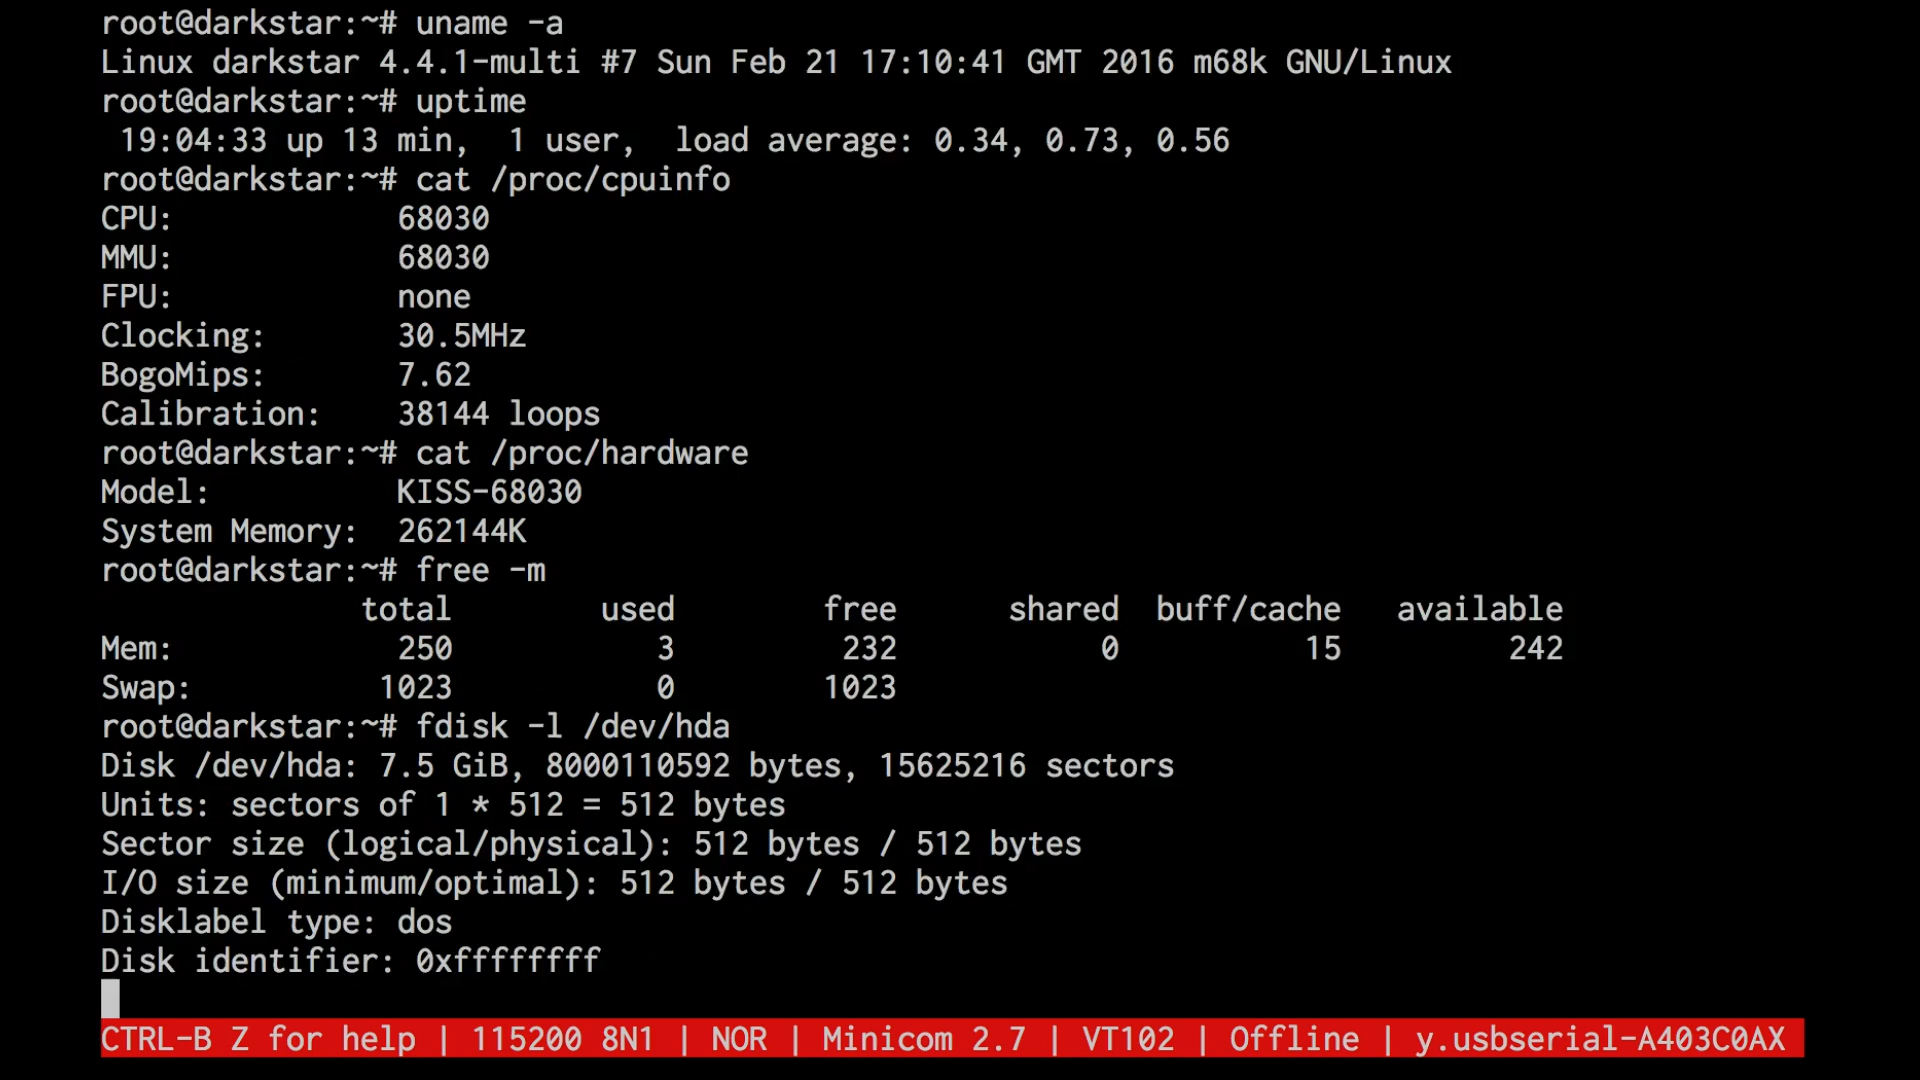 root@darkstar:~# uname -a
Linux darkstar 4.4.1-multi #7 Sun Feb 21 17:10:41 GMT 2016 m68k GNU/Linux
root@darkstar:~# uptime
 19:04:33 up 13 min,  1 user,  load average: 0.34, 0.73, 0.56
root@darkstar:~# cat /proc/cpuinfo
CPU:            68030
MMU:            68030
FPU:            none
Clocking:       30.5MHz
BogoMips:       7.62
Calibration:    38144 loops
root@darkstar:~# cat /proc/hardware
Model:          KISS-68030
System Memory:  262144K
root@darkstar:~# free -m
              total        used        free      shared  buff/cache   available
Mem:            250           3         232           0          15         242
Swap:          1023           0        1023
root@darkstar:~# fdisk -l /dev/hda
Disk /dev/hda: 7.5 GiB, 8000110592 bytes, 15625216 sectors
Units: sectors of 1 * 512 = 512 bytes
Sector size (logical/physical): 512 bytes / 512 bytes
I/O size (minimum/optimal): 512 bytes / 512 bytes
Disklabel type: dos
Disk identifier: 0xffffffff
CTRL-B Z for help | 115200 8N1 | NOR | Minicom 2.7 | VT102 | Offline | y.usbserial-A403C0AX